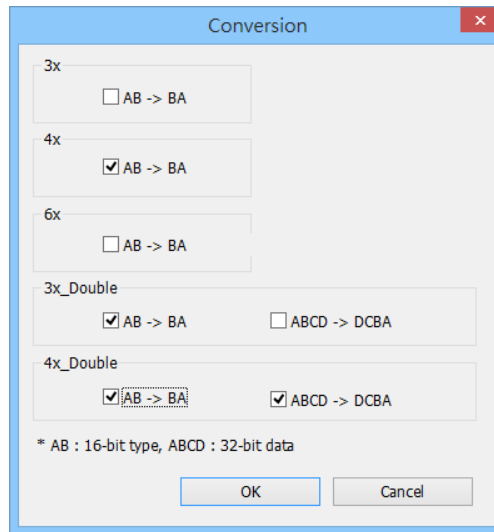 Conversion
3x
AB -> BA
4x
AB -> BA
6x
AB -> BA
3x_Double
AB -> BA ABCD -> DCBA
4x_Double
AB -> BA ABCD -> DCBA
* AB : 16-bit type, ABCD : 32-bit data
OK Cancel